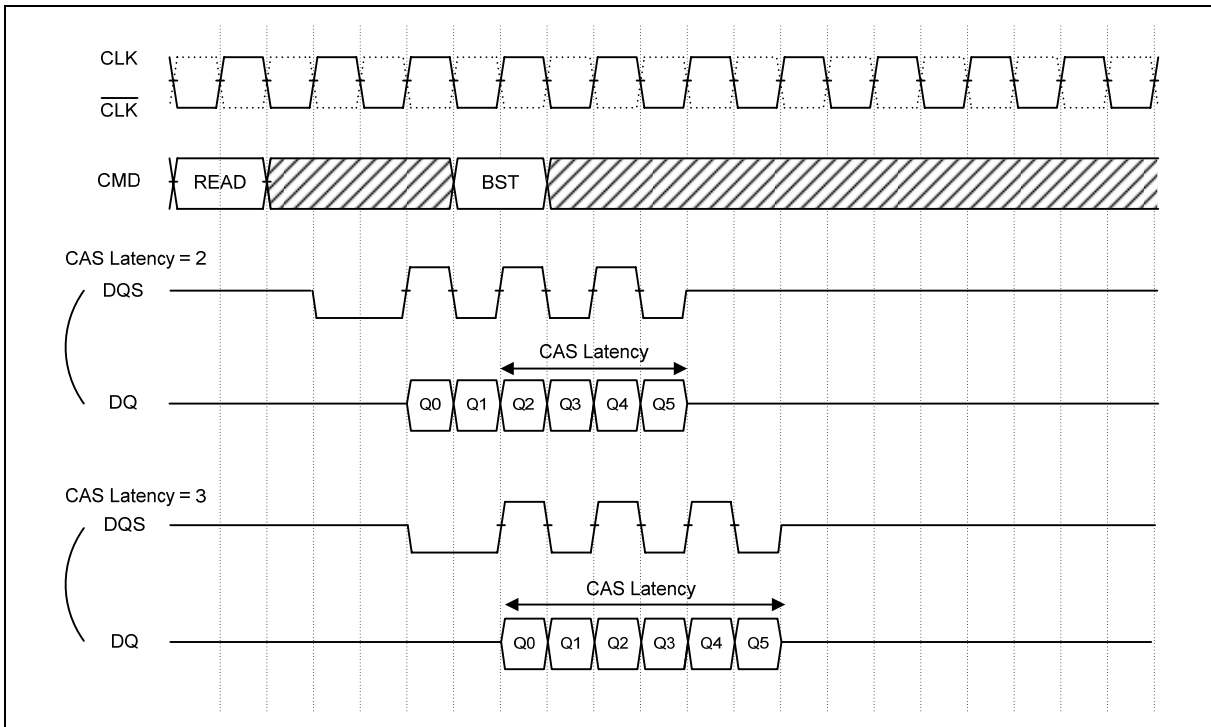 CLK
CLK
CMD READ BST
CAS Latency = 2
DQS
CAS Latency
DQ Q0 Q1 Q2 Q3 Q4 Q5
CAS Latency = 3
DQS
CAS Latency
DQ Q0 Q1 Q2 Q3 Q4 Q5